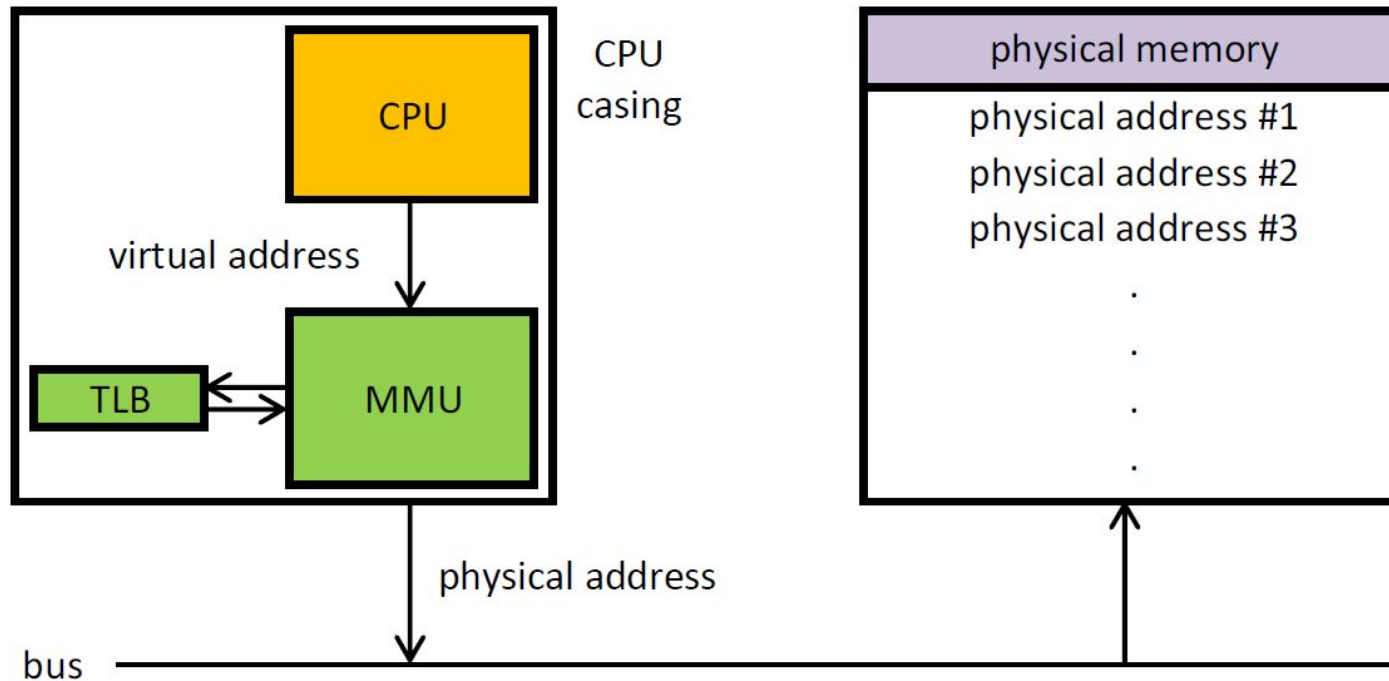 CPU
CPU
casing
virtual address
TLB
MMU
physical address
bus
physical memory
physical address #1
physical address #2
physical address #3
.
.
.
.